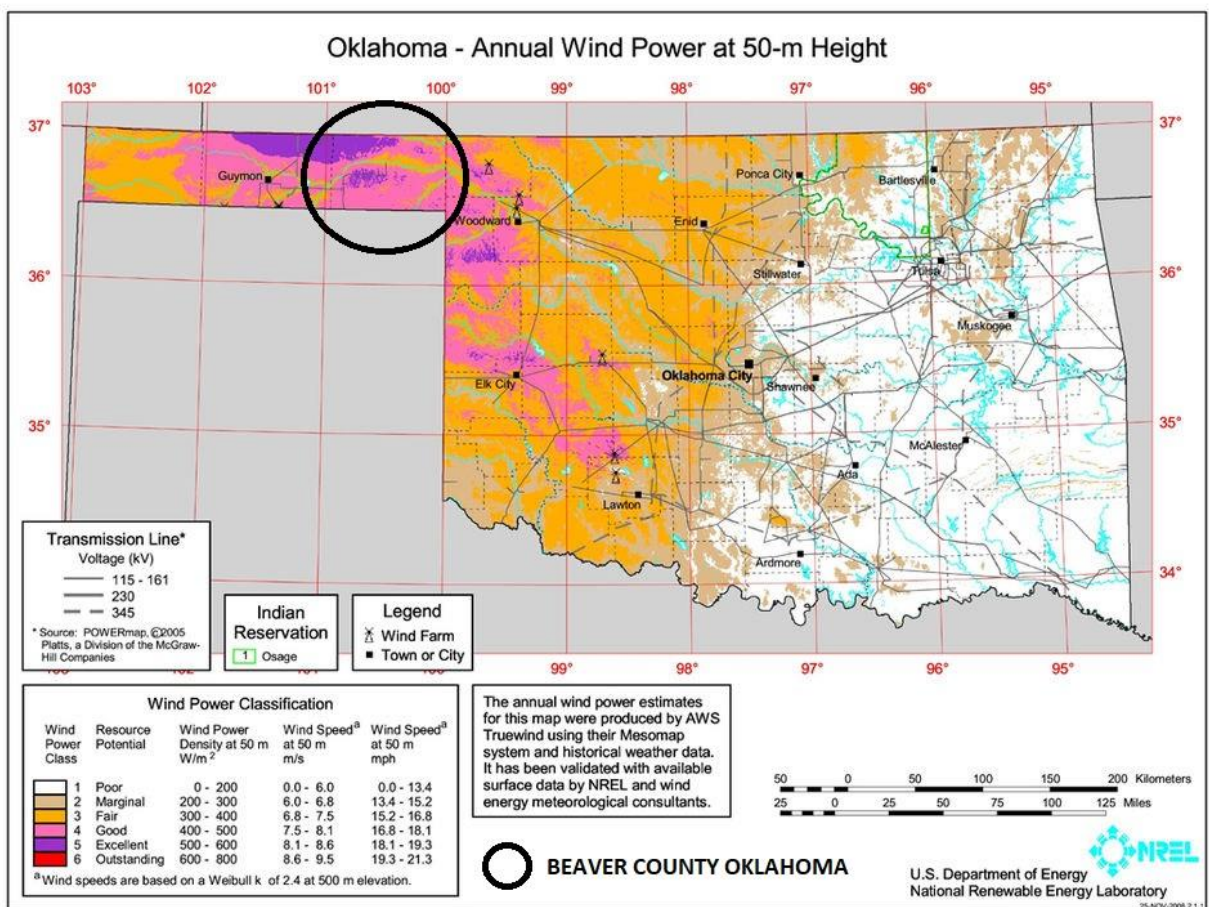 Oklahoma - Annual Wind Power at 50-m Height
103° 102° 101° 100° 99° 98° 97° 96° 95°
37° 37°
Guymon
Ponca City
Bartlesville
Woodward
Enid
Stillwater
Tulsa
36° 36°
Muskogee
Oklahoma City
Elk City
Shawnee
35° 35°
McAlester
Ada
Lawton
Ardmore
34° 34°
99° 98° 97° 96° 95°
Transmission Line*
Voltage (kV)
115 - 161
230
345
* Source: POWERmap, ©2005
Platts, a Division of the McGraw-
Hill Companies
Indian
Reservation
1 Osage
Legend
Wind Farm
Town or City
Wind Power Classification
Wind Power Class
Resource Potential
Wind Power Density at 50 m W/m2
Wind Speeda at 50 m m/s
Wind Speeda at 50 m mph
1 Poor 0 - 200 0.0 - 6.0 0.0 - 13.4
2 Marginal 200 - 300 6.0 - 6.8 13.4 - 15.2
3 Fair 300 - 400 6.8 - 7.5 15.2 - 16.8
4 Good 400 - 500 7.5 - 8.1 16.8 - 18.1
5 Excellent 500 - 600 8.1 - 8.6 18.1 - 19.3
6 Outstanding 600 - 800 8.6 - 9.5 19.3 - 21.3
a Wind speeds are based on a Weibull k of 2.4 at 500 m elevation.
The annual wind power estimates
for this map were produced by AWS
Truewind using their Mesomap
system and historical weather data.
It has been validated with available
surface data by NREL and wind
energy meteorological consultants.
50 0 50 100 150 200 Kilometers
25 0 25 50 75 100 125 Miles
BEAVER COUNTY OKLAHOMA
NREL
U.S. Department of Energy
National Renewable Energy Laboratory